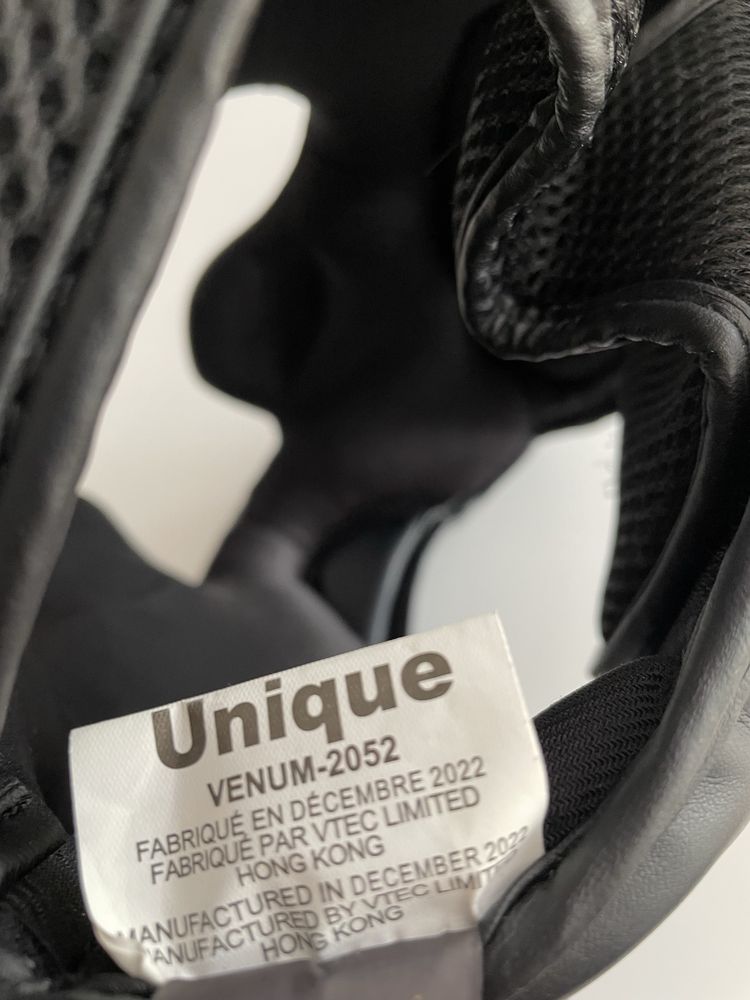 Unique
VENUM-2052
FABRIQUÉ EN DÉCEMBRE 2022
FABRIQUÉ PAR VTEC LIMITED
HONG KONG
MANUFACTURED IN DECEMBER 2022
MANUFACTURED BY VTEC LIMITED
HONG KONG